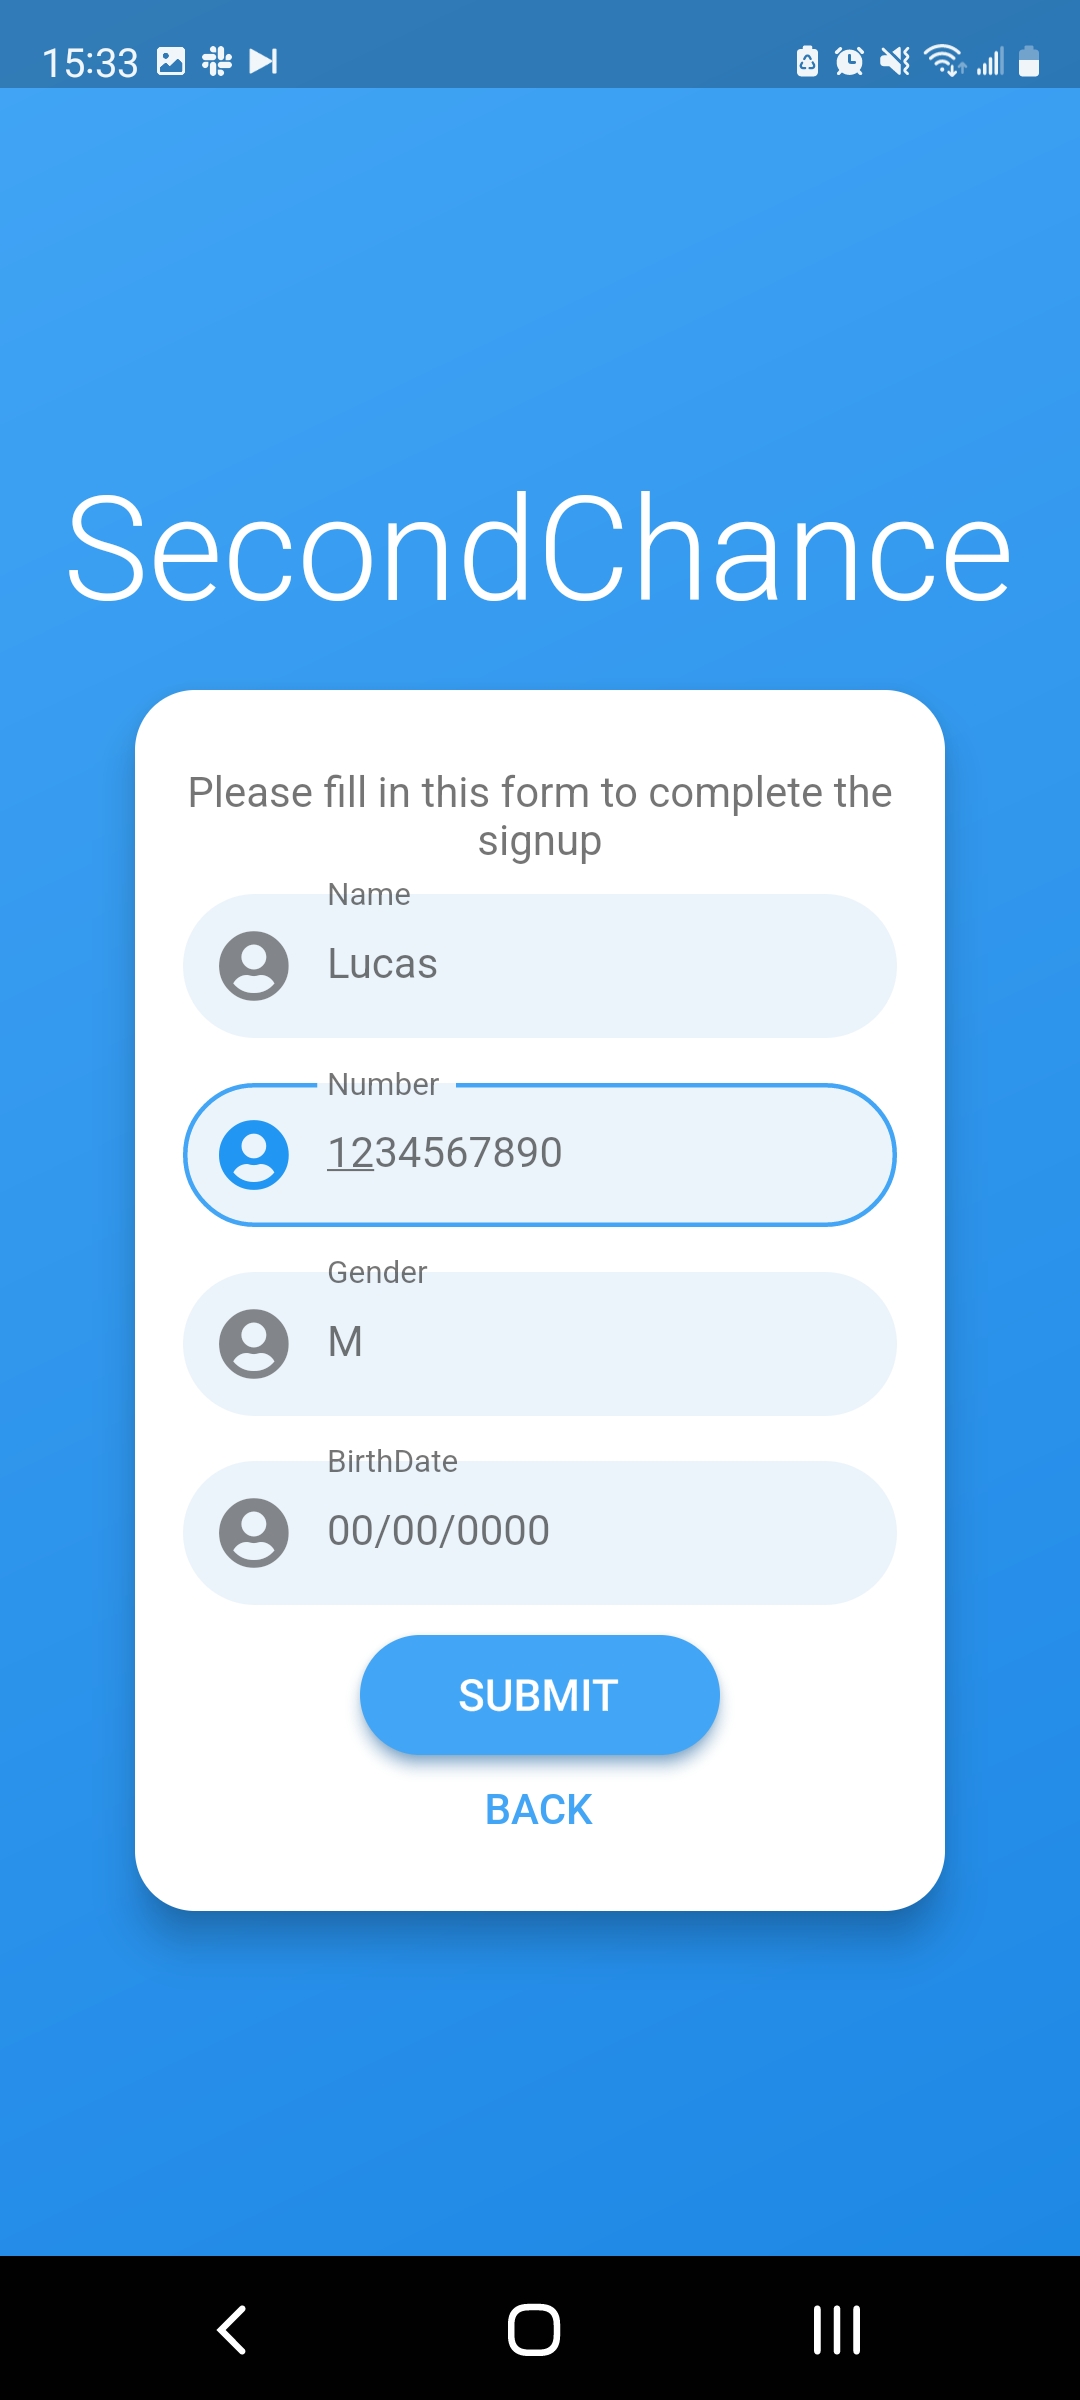 15:33
SecondChance
Please fill in this form to complete the
signup
Name
Lucas
Number
1234567890
Gender
M
BirthDate
00/00/0000
SUBMIT
BACK